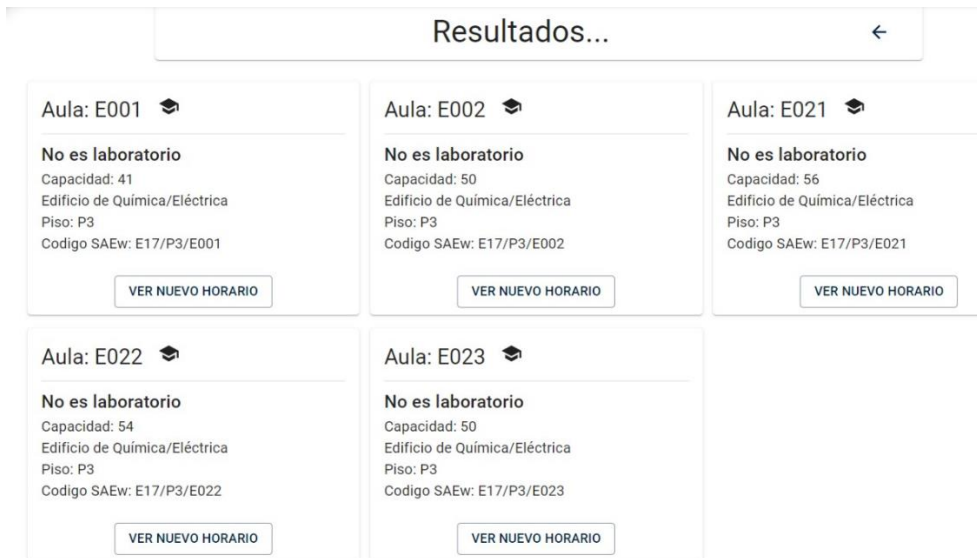 Resultados...
Aula: E001
No es laboratorio
Capacidad: 41
Edificio de Química/Eléctrica
Piso: P3
Codigo SAEw: E17/P3/E001
VER NUEVO HORARIO
Aula: E002
No es laboratorio
Capacidad: 50
Edificio de Química/Eléctrica
Piso: P3
Codigo SAEw: E17/P3/E002
VER NUEVO HORARIO
Aula: E021
No es laboratorio
Capacidad: 56
Edificio de Química/Eléctrica
Piso: P3
Codigo SAEw: E17/P3/E021
VER NUEVO HORARIO
Aula: E022
No es laboratorio
Capacidad: 54
Edificio de Química/Eléctrica
Piso: P3
Codigo SAEw: E17/P3/E022
VER NUEVO HORARIO
Aula: E023
No es laboratorio
Capacidad: 50
Edificio de Química/Eléctrica
Piso: P3
Codigo SAEw: E17/P3/E023
VER NUEVO HORARIO